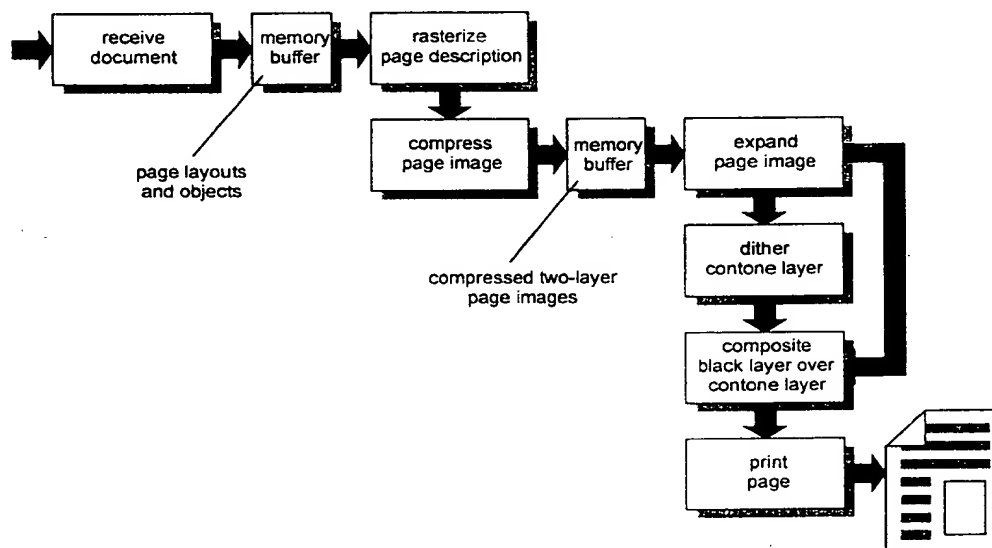 receive
document
memory
buffer
rasterize
page description
compress
page image
memory
buffer
expand
page image
page layouts
and objects
dither
contone layer
compressed two-layer
page images
composite
black layer over
contone layer
print
page